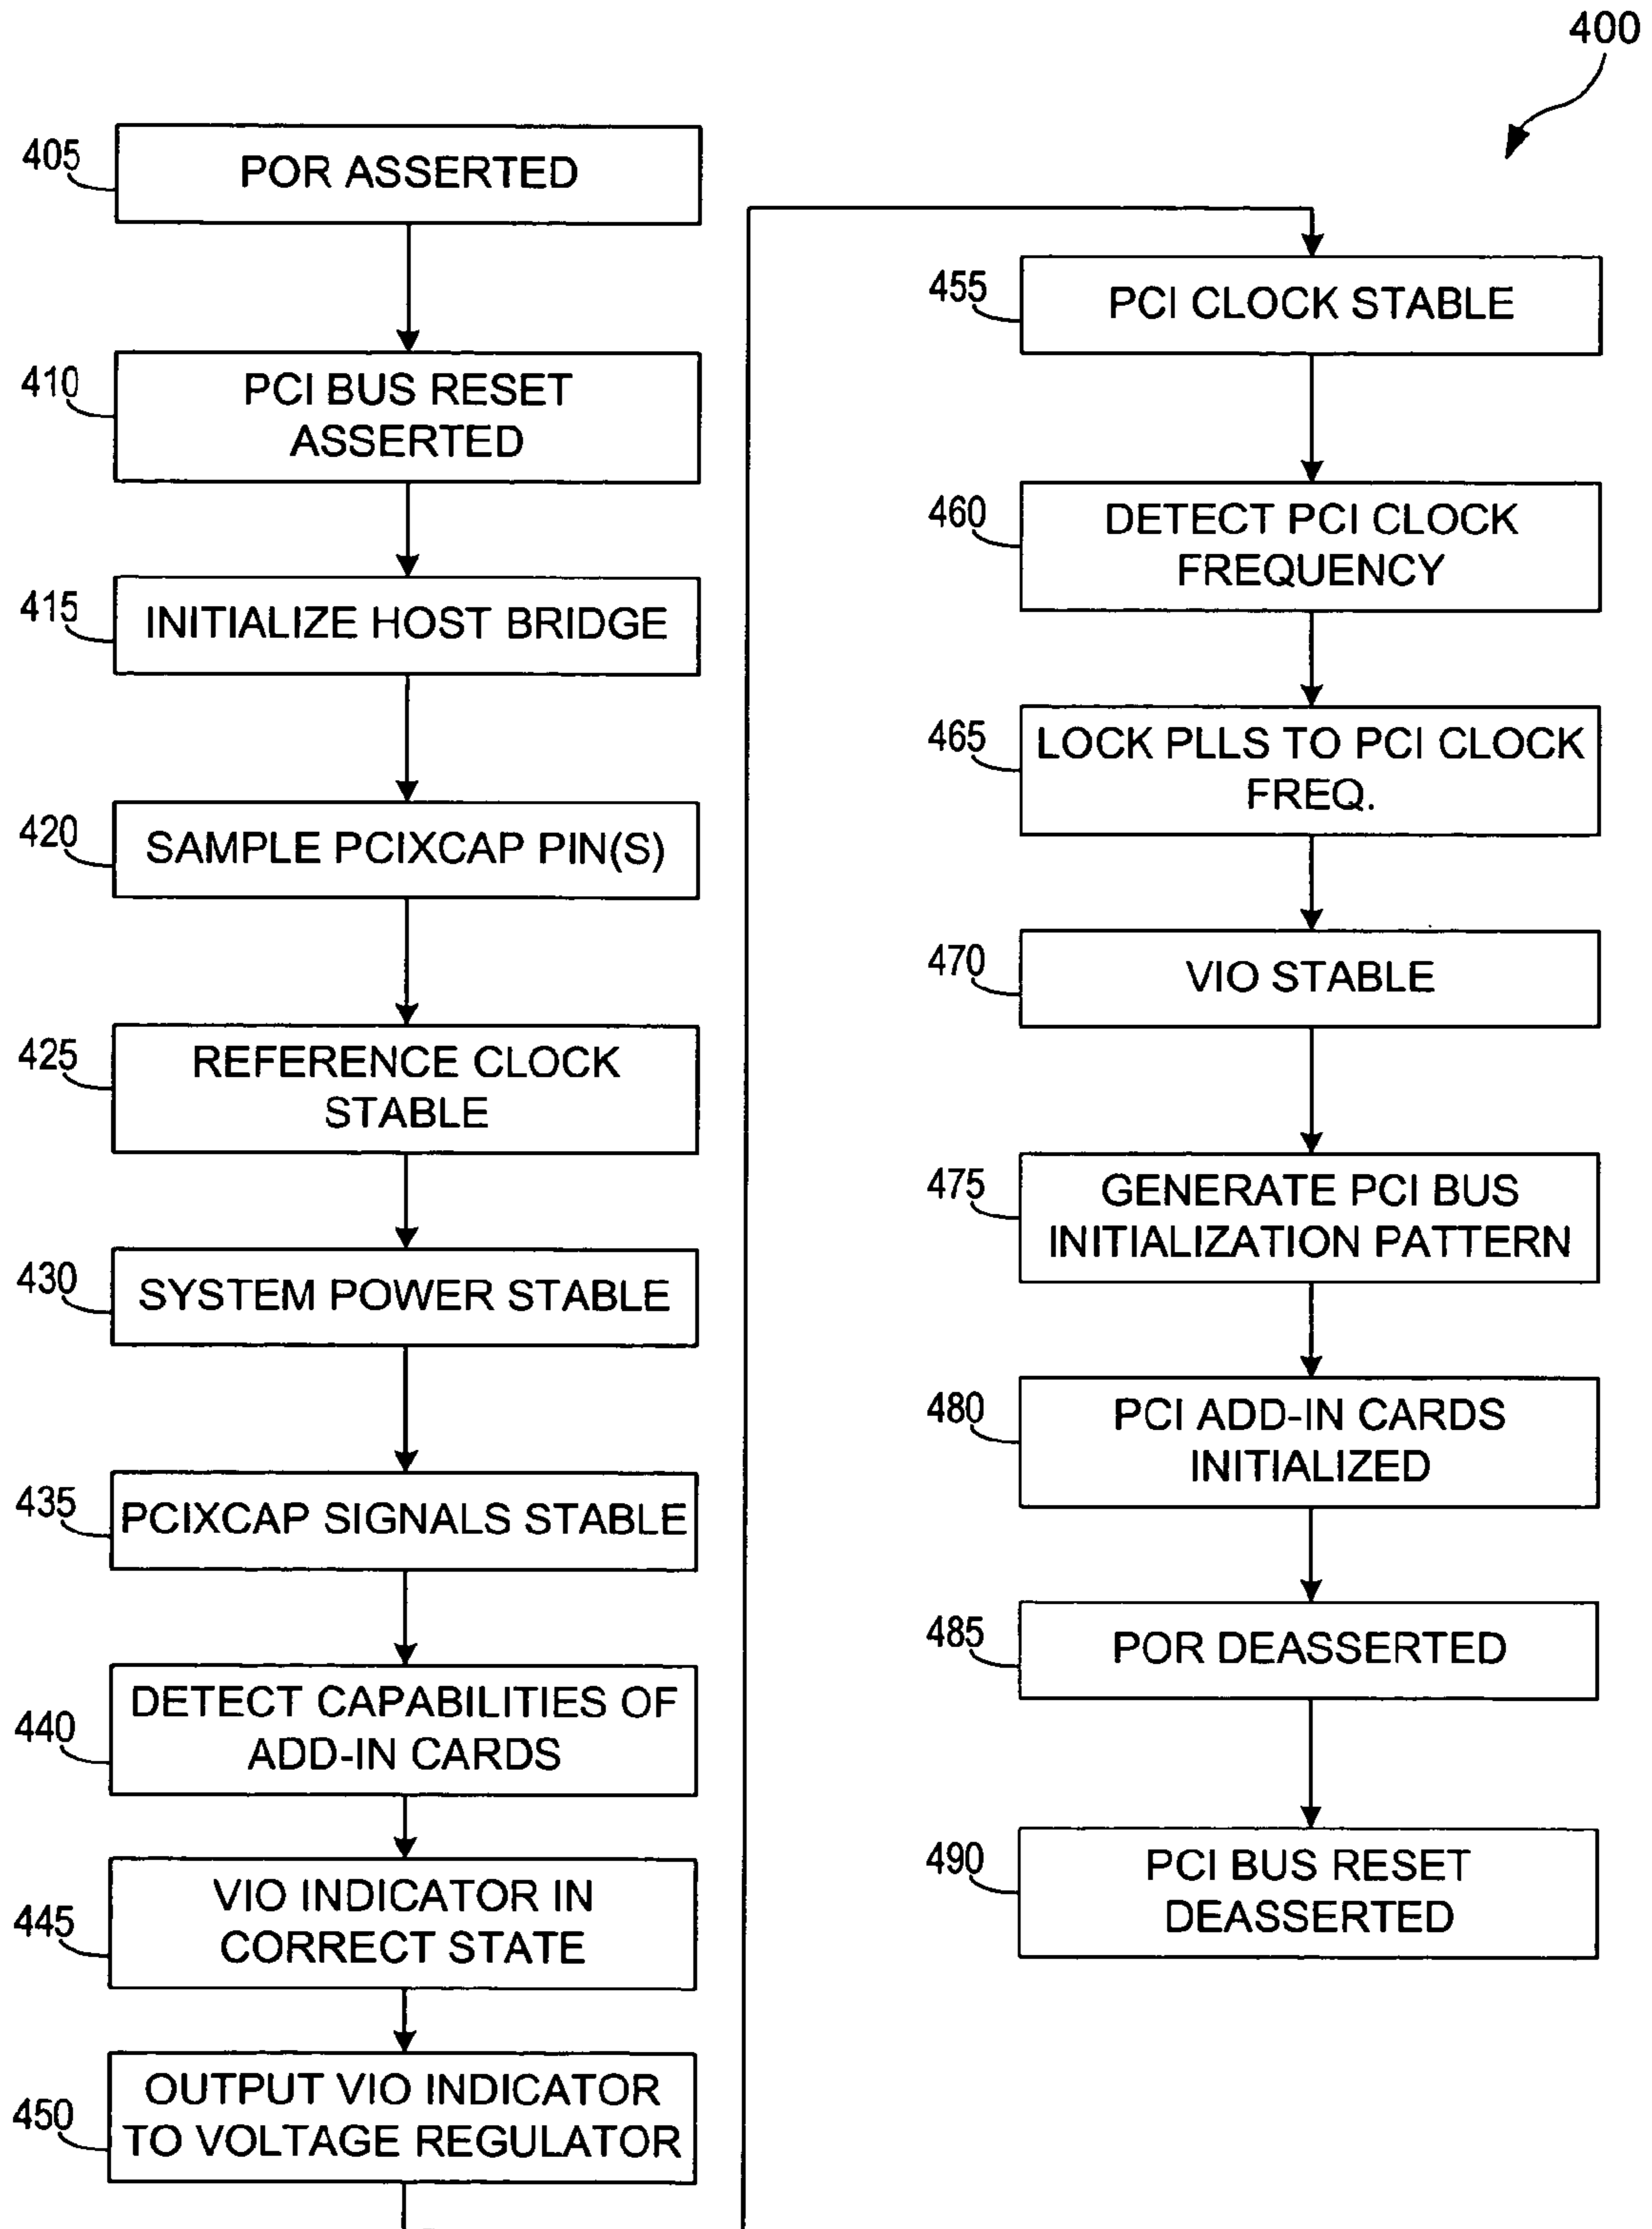 400
405
POR ASSERTED
410
PCI BUS RESET
ASSERTED
415
INITIALIZE HOST BRIDGE
420
SAMPLE PCIXCAP PIN(S)
425
REFERENCE CLOCK
STABLE
430
SYSTEM POWER STABLE
435
PCIXCAP SIGNALS STABLE
440
DETECT CAPABILITIES OF
ADD-IN CARDS
445
VIO INDICATOR IN
CORRECT STATE
450
OUTPUT VIO INDICATOR
TO VOLTAGE REGULATOR
455
PCI CLOCK STABLE
460
DETECT PCI CLOCK
FREQUENCY
465
LOCK PLLS TO PCI CLOCK
FREQ.
470
VIO STABLE
475
GENERATE PCI BUS
INITIALIZATION PATTERN
480
PCI ADD-IN CARDS
INITIALIZED
485
POR DEASSERTED
490
PCI BUS RESET
DEASSERTED